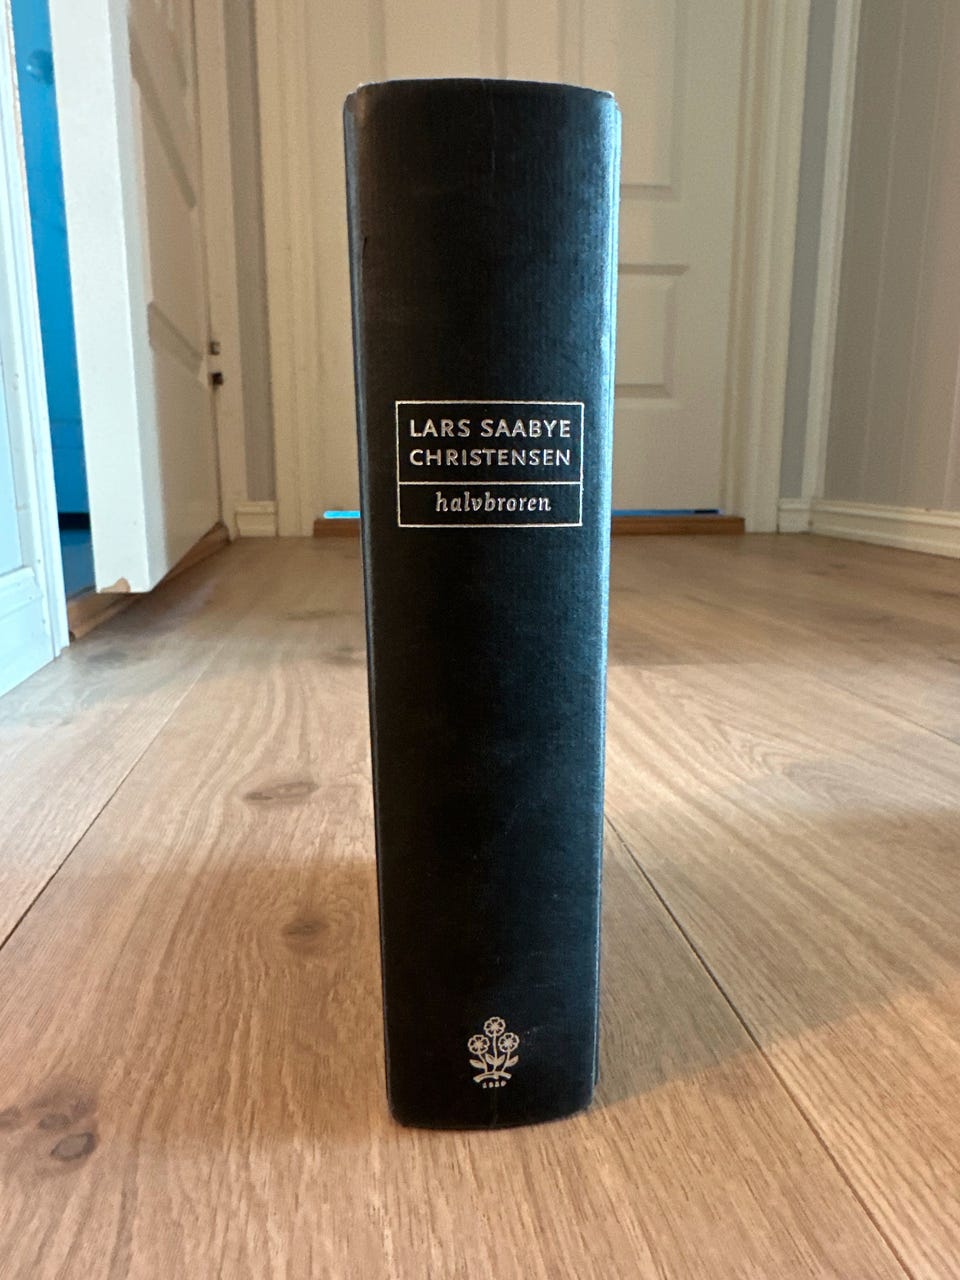 LARS SAABYE
CHRISTENSEN
halvbroren